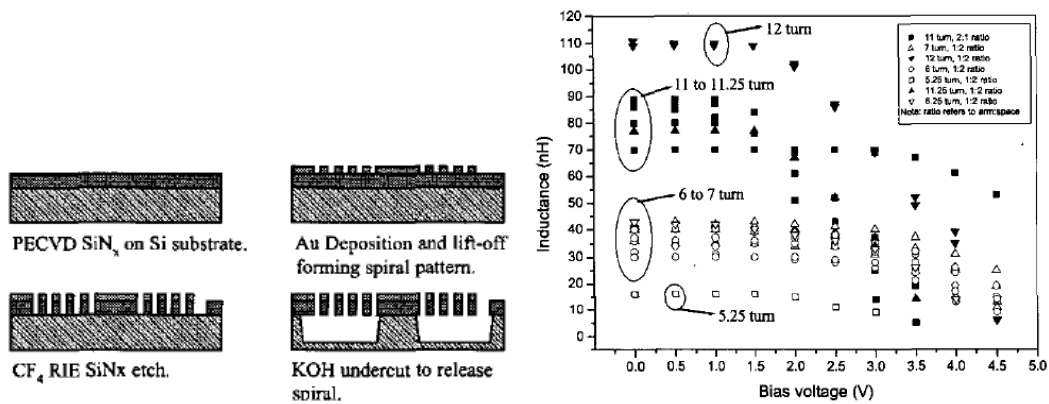 PECVD SiNx on Si substrate.
Au Deposition and lift-off
forming spiral pattern.
CF4 RIE SiNx etch.
KOH undercut to release
spiral.
120
110
100
90
80
70
60
50
40
30
20
10
0
Inductance (nH)
12 turn
11 to 11.25 turn
6 to 7 turn
5.25 turn
11 turn, 2:1 ratio
7 turn, 1:2 ratio
12 turn, 1:2 ratio
6 turn, 1:2 ratio
5.25 turn, 1:2 ratio
11.25 turn, 1:2 ratio
6.25 turn, 1:2 ratio
Note: ratio refers to arm:space
0.0 0.5 1.0 1.5 2.0 2.5 3.0 3.5 4.0 4.5 5.0
Bias voltage (V)